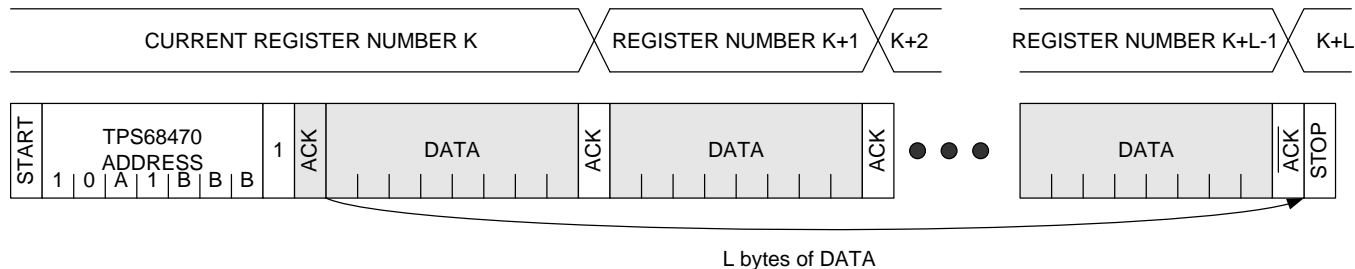 CURRENT REGISTER NUMBER K REGISTER NUMBER K+1 K+2 REGISTER NUMBER K+L-1 K+L
START
TPS68470
ADDRESS
1 0 A 1 B B B
1
ACK
DATA
ACK
DATA
ACK
DATA
ACK
STOP
L bytes of DATA